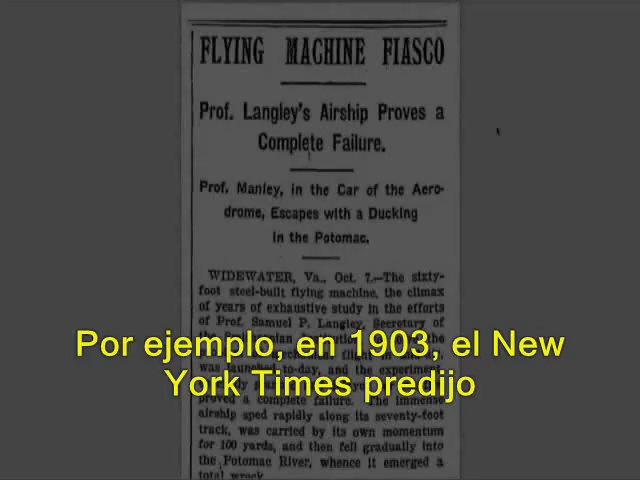 FLYING MACHINE FIASCO
Prof. Langley's Airship Proves a
Complete Failure.
Prof. Manley, in the Car of the Aero-
drome, Escapes with a Ducking
in the Potomac.
WIDEWATER, Va., Oct. 7.—The sixty-
foot steel-built flying machine, the climax
of years of exhaustive study in the efforts
of Prof. Samuel P. Langley, Secretary of
Por ejemplo, en 1903, el New
York Times predijo
was to-day, and the experiment
proved a complete failure. The immense
airship sped rapidly along its seventy-foot
track, was carried by its own momentum
for 100 yards, and then fell gradually into
the Potomac River, whence it emerged a
total wreck.